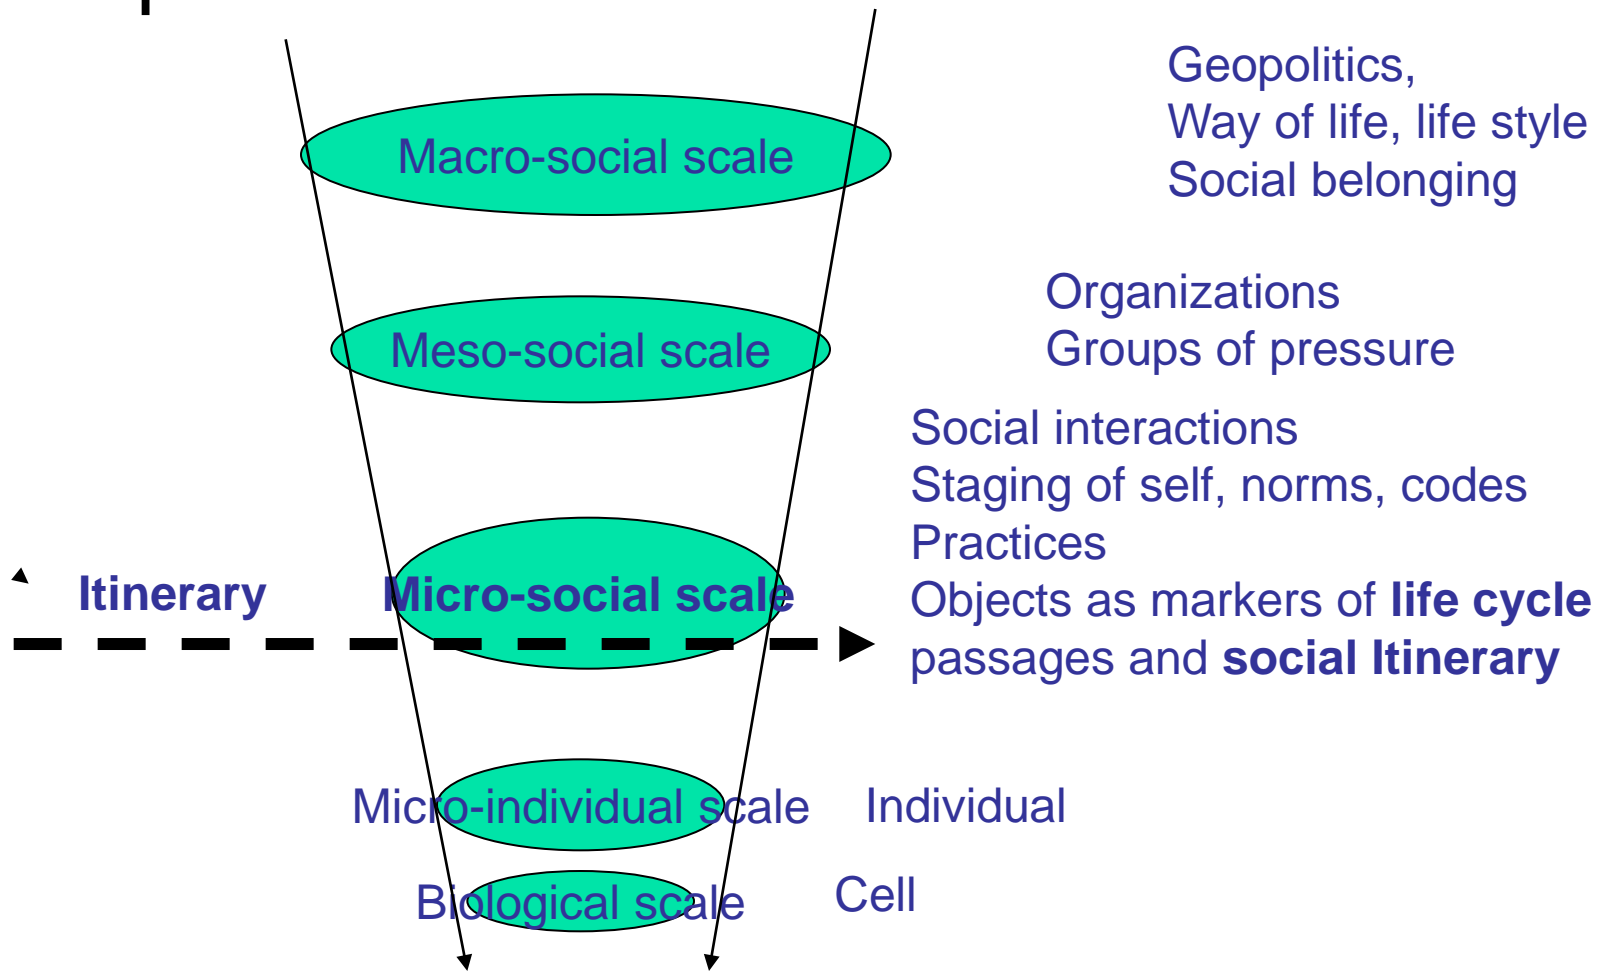 Geopolitics,
Way of life, life style
Social belonging
Macro-social scale
Organizations
Groups of pressure
Meso-social scale
Social interactions
Staging of self, norms, codes
Practices
Objects as markers of life cycle
passages and social Itinerary
Itinerary
Micro-social scale
Micro-individual scale
Individual
Biological scale
Cell